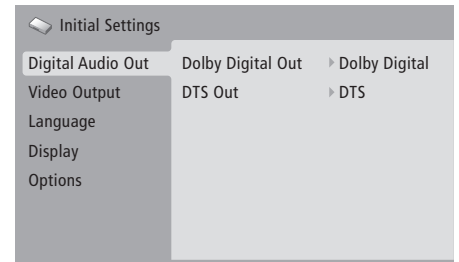 Initial Settings
Digital Audio Out Dolby Digital Out Dolby Digital
Video Output DTS Out DTS
Language
Display
Options